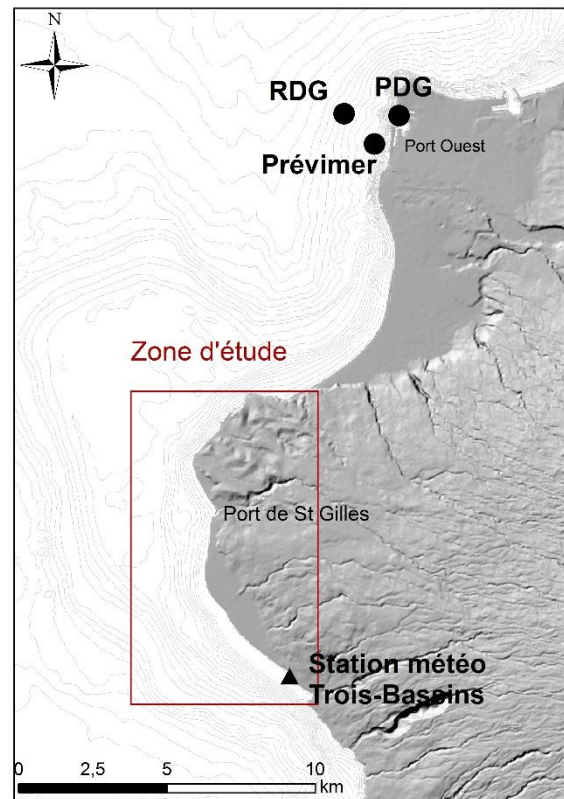 N
RDG
PDG
Prévimer
Port Ouest
Zone d'étude
Port de St Gilles
Station météo
Trois-Bassins
0 2,5 5 10
km